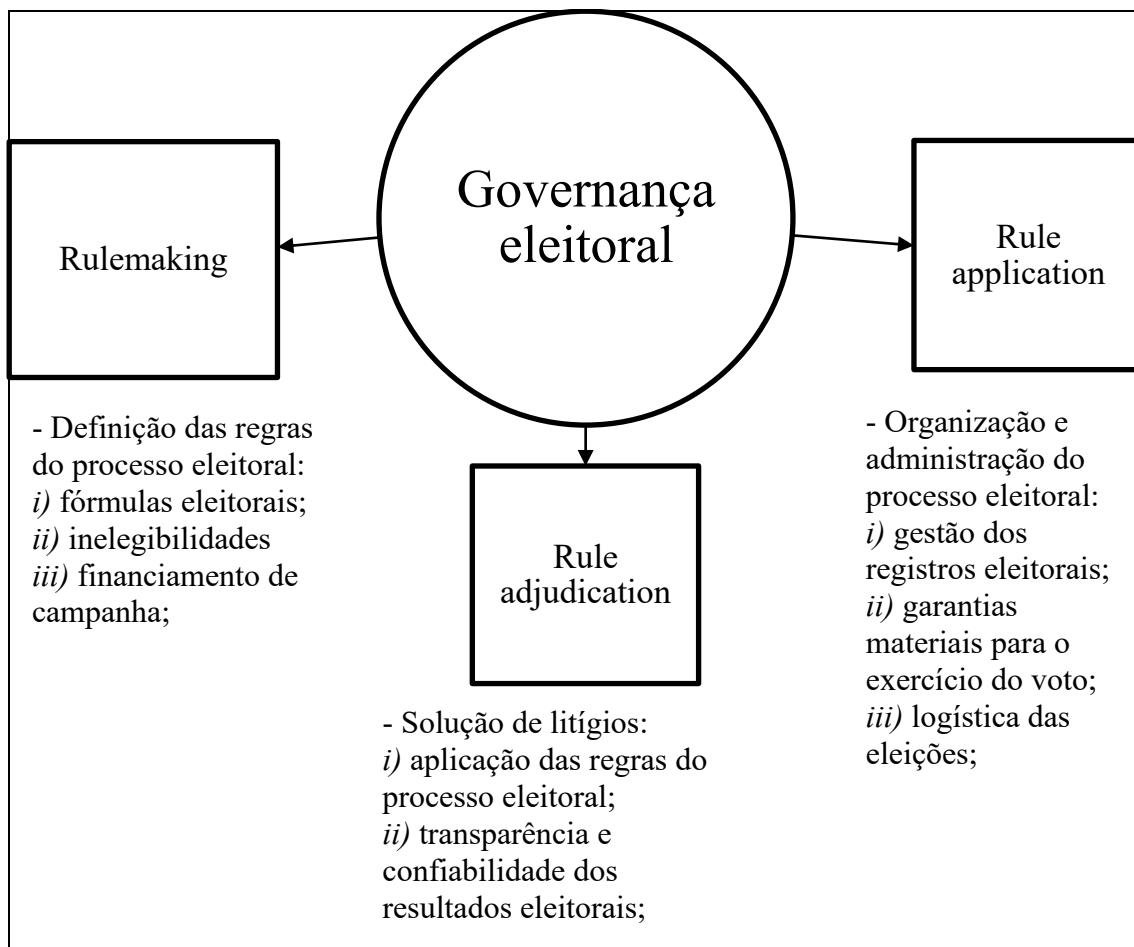 Governança
eleitoral
Rulemaking
- Definição das regras
do processo eleitoral:
i) fórmulas eleitorais;
ii) inelegibilidades
iii) financiamento de
campanha;
Rule
adjudication
- Solução de litígios:
i) aplicação das regras do
processo eleitoral;
ii) transparência e
confiabilidade dos
resultados eleitorais;
Rule
application
- Organização e
administração do
processo eleitoral:
i) gestão dos
registros eleitorais;
ii) garantias
materiais para o
exercício do voto;
iii) logística das
eleições;